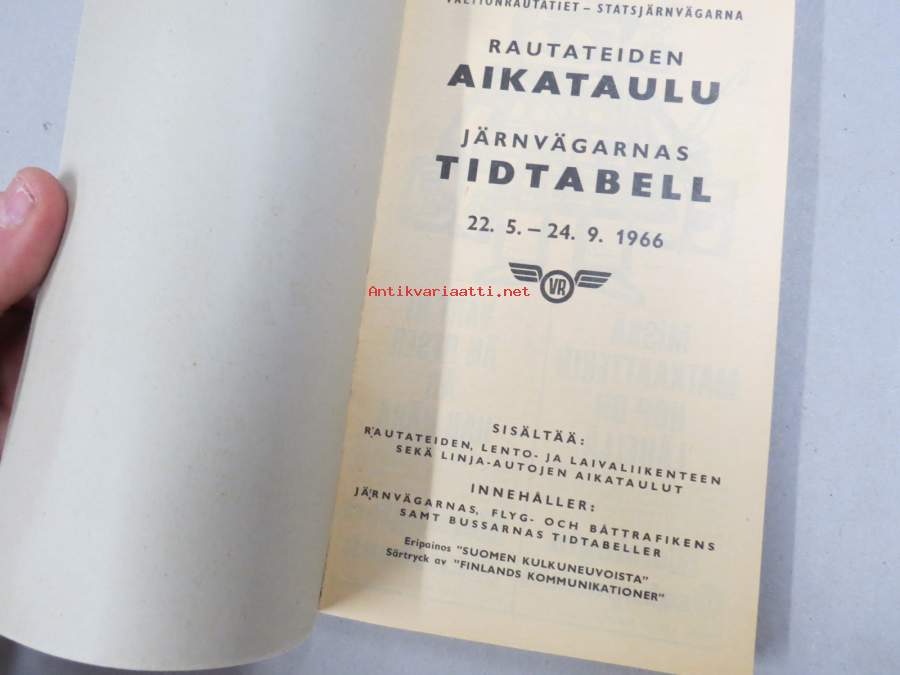 VALTIONRAUTATIET – STATSJÄRNVÄGARNA
RAUTATEIDEN
AIKATAULU
JÄRNVÄGARNAS
TIDTABELL
22. 5. – 24. 9. 1966
VR
Antikvariaatti.net
SISÄLTÄÄ:
RAUTATEIDEN, LENTO- JA LAIVALIIKENTEEN
SEKÄ LINJA-AUTOJEN AIKATAULUT
INNEHÅLLER:
JÄRNVÄGARNAS, FLYG- OCH BÅTTRAFIKENS
SAMT BUSSARNAS TIDTABELLER
Eripainos "SUOMEN KULKUNEUVOISTA"
Särtryck av "FINLANDS KOMMUNIKATIONER"